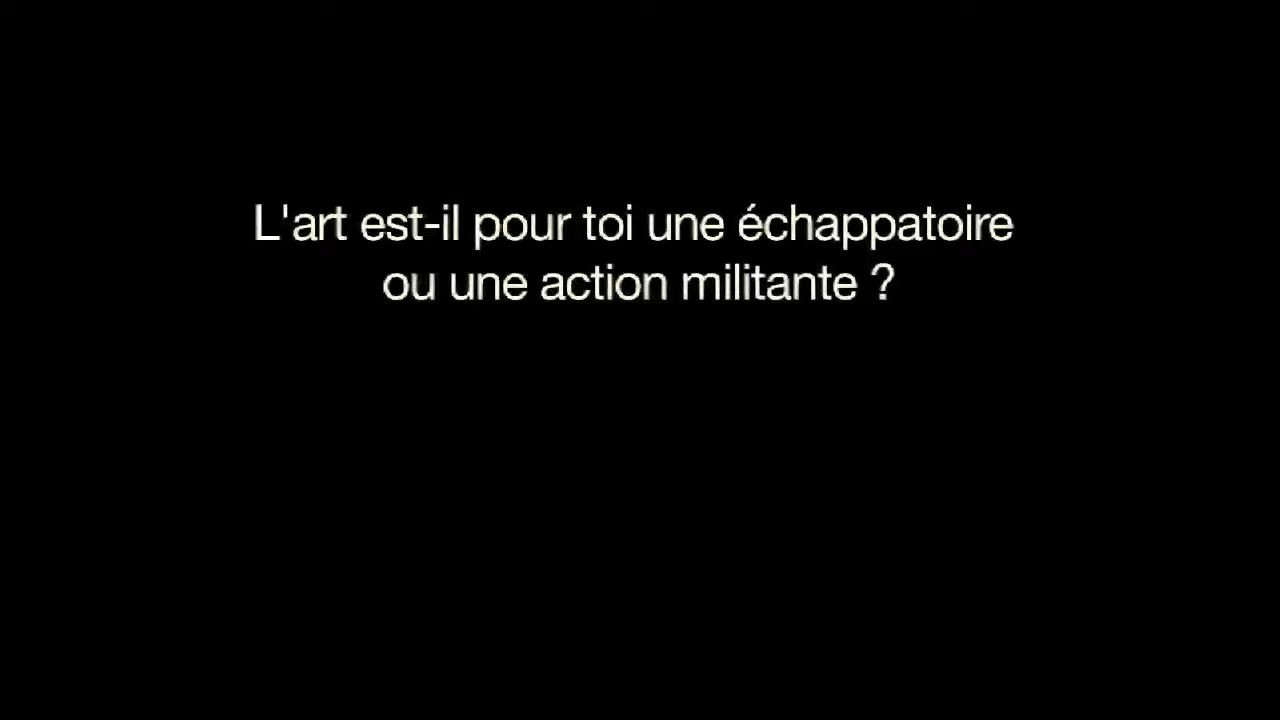 L'art est-il pour toi une échappatoire
ou une action militante ?